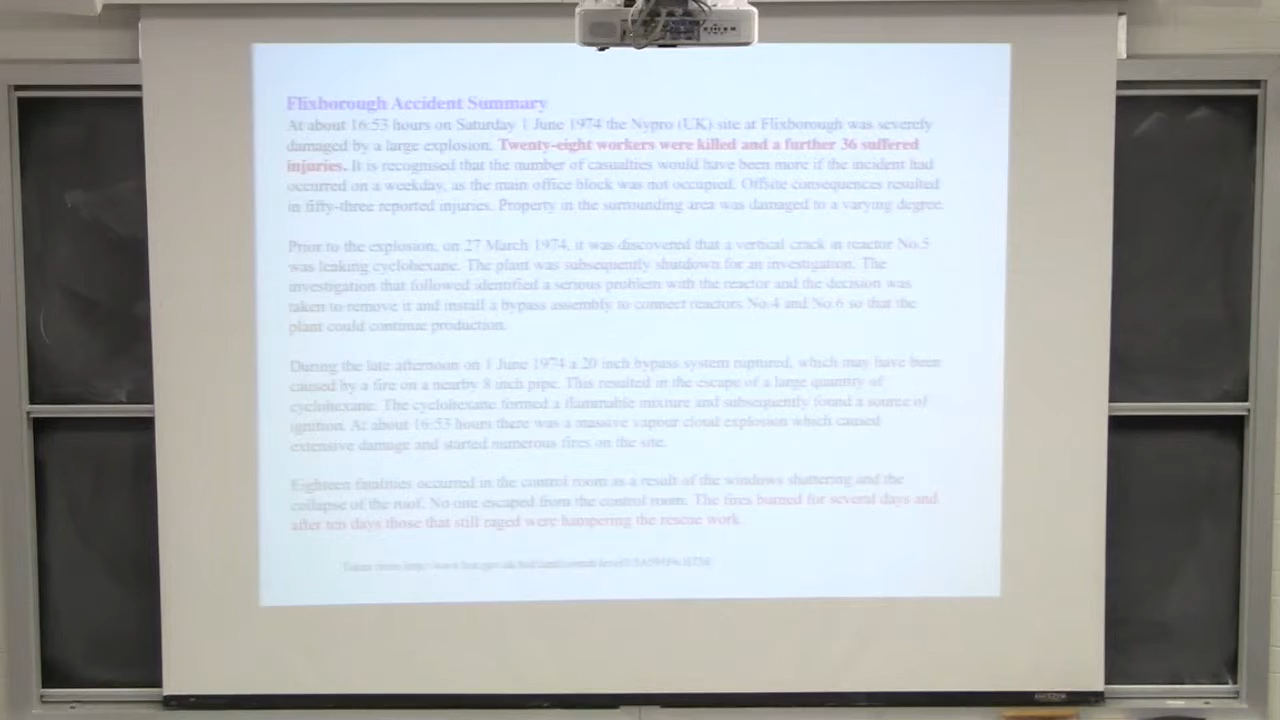 Flixborough Accident Summary
At about 16:53 hours on Saturday 1 June 1974 the Nypro (UK) site at Flixborough was severely
damaged by a large explosion. Twenty-eight workers were killed and a further 36 suffered
injuries. It is recognised that the number of casualties would have been more if the incident had
occurred on a weekday, as the main office block was not occupied. Offsite consequences resulted
in fifty-three reported injuries. Property in the surrounding area was damaged to a varying degree.
Prior to the explosion, on 27 March 1974, it was discovered that a vertical crack in reactor No.5
was leaking cyclohexane. The plant was subsequently shutdown for an investigation. The
investigation that followed identified a serious problem with the reactor and the decision was
taken to remove it and install a bypass assembly to connect reactors No.4 and No.6 so that the
plant could continue production.
During the late afternoon on 1 June 1974 a 20 inch bypass system ruptured, which may have been
caused by a fire on a nearby 8 inch pipe. This resulted in the escape of a large quantity of
cyclohexane. The cyclohexane formed a flammable mixture and subsequently found a source of
ignition. At about 16:53 hours there was a massive vapour cloud explosion which caused
extensive damage and started numerous fires on the site.
Eighteen fatalities occurred in the control room as a result of the windows shattering and the
collapse of the roof. No one escaped from the control room. The fires burned for several days and
after ten days those that still raged were hampering the rescue work.
Taken from